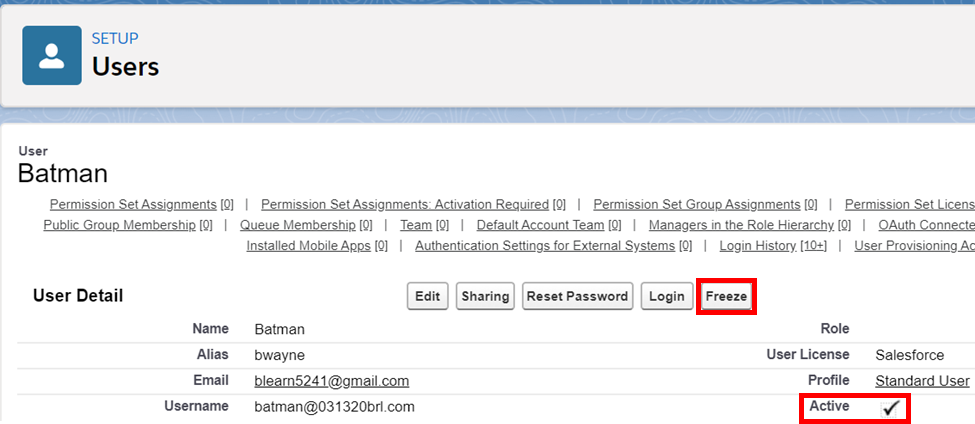 SETUP
Users
User
Batman
Permission Set Assignments [0] | Permission Set Assignments: Activation Required [0] | Permission Set Group Assignments [0] | Permission Set Licens
Public Group Membership [0] | Queue Membership [0] | Team [0] | Default Account Team [0] | Managers in the Role Hierarchy [0] | OAuth Connecte
Installed Mobile Apps [0] | Authentication Settings for External Systems [0] | Login History [10+] | User Provisioning Ac
User Detail Edit Sharing Reset Password Login Freeze
Name Batman Role
Alias bwayne User License Salesforce
Email blearn5241@gmail.com Profile Standard User
Username batman@031320brl.com Active